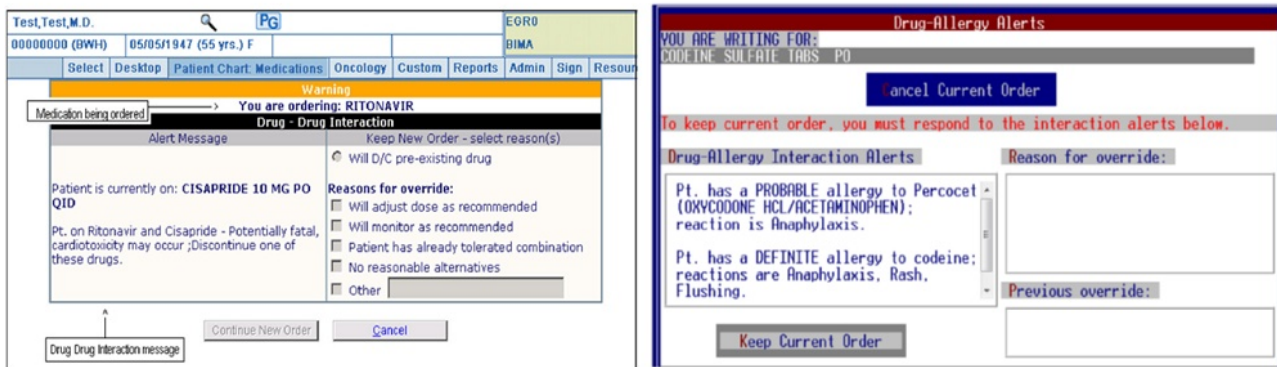 Test,Test,M.D.
PG
EGR0
00000000 (BWH)
05/05/1947 (55 yrs.) F
BIMA
Select
Desktop
Patient Chart: Medications
Oncology
Custom
Reports
Admin
Sign
Resour
Warning
Medication being ordered
You are ordering: RITONAVIR
Drug - Drug Interaction
Alert Message
Keep New Order - select reason(s)
Will D/C pre-existing drug
Patient is currently on: CISAPRIDE 10 MG PO
QID
Pt. on Ritonavir and Cisapride - Potentially fatal,
cardiotoxicity may occur ;Discontinue one of
these drugs.
Reasons for override:
Will adjust dose as recommended
Will monitor as recommended
Patient has already tolerated combination
No reasonable alternatives
Other
Continue New Order
Cancel
Drug Drug Interaction message
Drug-Allergy Alerts
YOU ARE WRITING FOR:
CODEINE SULFATE TABS PO
Cancel Current Order
To keep current order, you must respond to the interaction alerts below.
Drug-Allergy Interaction Alerts
Reason for override:
Pt. has a PROBABLE allergy to Percocet
(OXYCODONE HCL/ACETAMINOPHEN);
reaction is Anaphylaxis.
Pt. has a DEFINITE allergy to codeine;
reactions are Anaphylaxis, Rash,
Flushing.
Previous override:
Keep Current Order